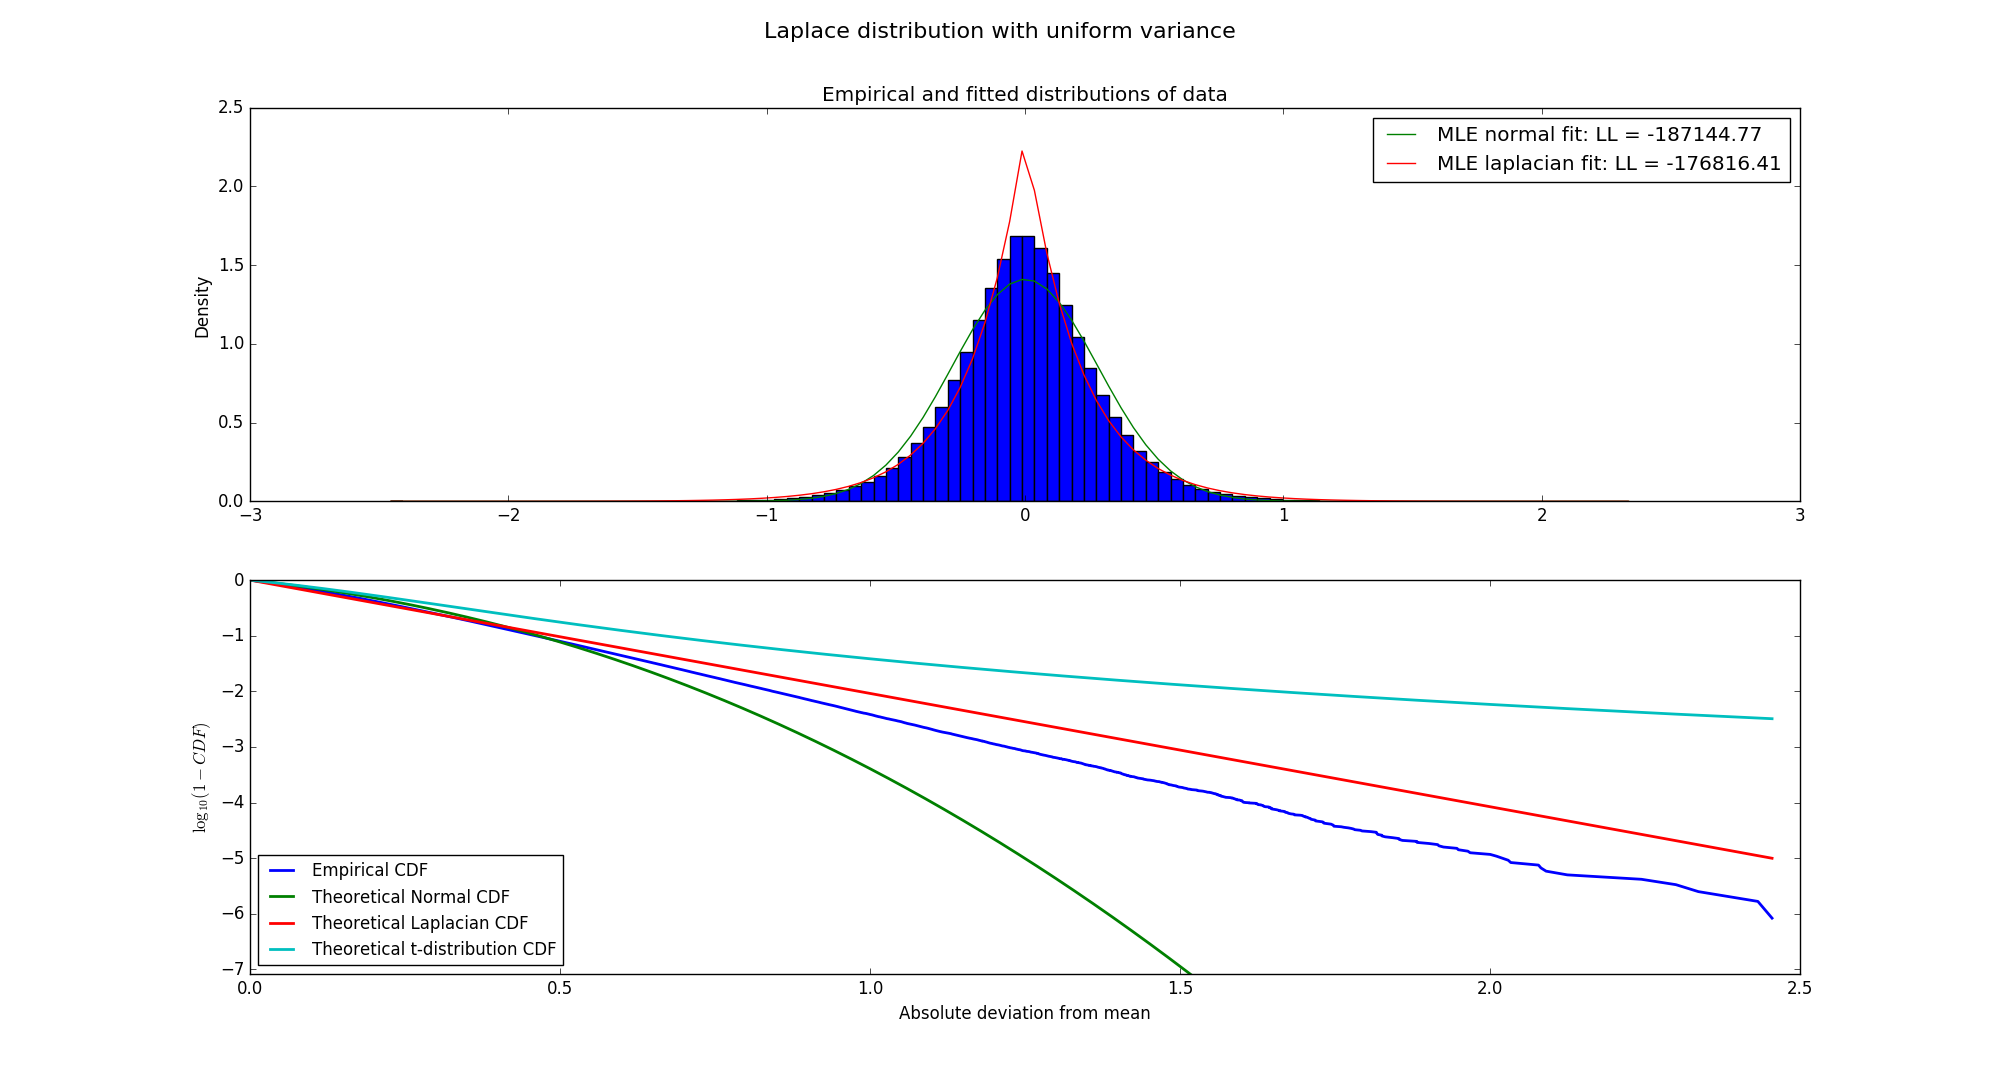 Laplace distribution with uniform variance
Empirical and fitted distributions of data
2.5
2.0
1.5
1.0
0.5
0.0
Density
MLE normal fit: LL = -187144.77
MLE laplacian fit: LL = -176816.41
−3 −2 −1 0 1 2 3
0
−1
−2
−3
−4
−5
−6
−7
log10(1 − CDF)
Empirical CDF
Theoretical Normal CDF
Theoretical Laplacian CDF
Theoretical t-distribution CDF
0.0 0.5 1.0 1.5 2.0 2.5
Absolute deviation from mean